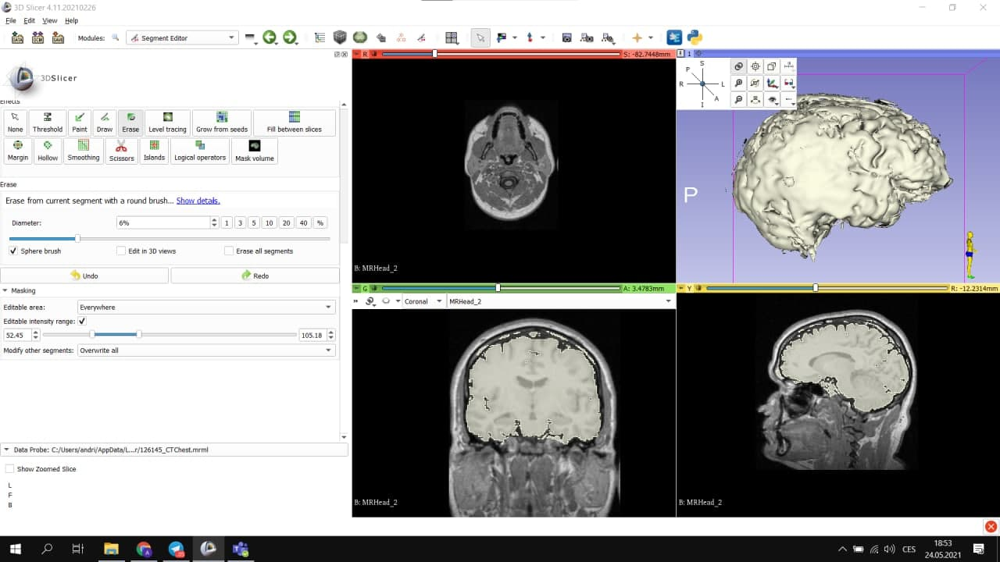 3D Slicer 4.11.20210226
File Edit View Help
DATA DCM SAVE Modules: Segment Editor
R S: -82.7448mm
1
3DSlicer
S
P
R L
A
I
Effects
None Threshold Paint Draw Erase Level tracing Grow from seeds Fill between slices
Margin Hollow Smoothing Scissors Islands Logical operators Mask volume
Erase
Erase from current segment with a round brush... Show details.
Diameter: 6% 1 3 5 10 20 40 %
Sphere brush Edit in 3D views Erase all segments
Undo Redo
P
B: MRHead_2
Masking
G A: 3.4783mm
Y R: -12.2314mm
Coronal MRHead_2
Editable area: Everywhere
Editable intensity range:
52.45 105.18
Modify other segments: Overwrite all
Data Probe: C:/Users/andri/AppData/L...r/126145_CTChest.mrml
Show Zoomed Slice
L
F
B
B: MRHead_2
B: MRHead_2
CES
18:53
24.05.2021